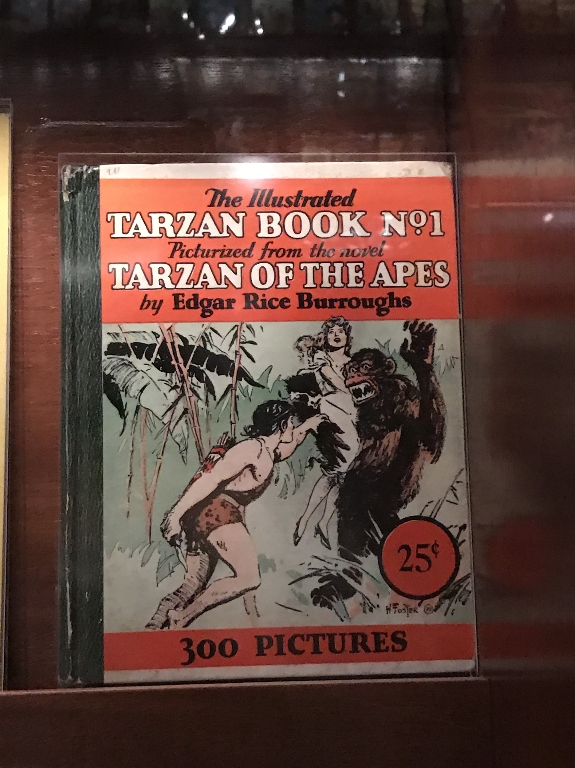 The Illustrated
TARZAN BOOK Nº1
Picturized from the novel
TARZAN OF THE APES
by Edgar Rice Burroughs
25¢
H FOSTER
300 PICTURES